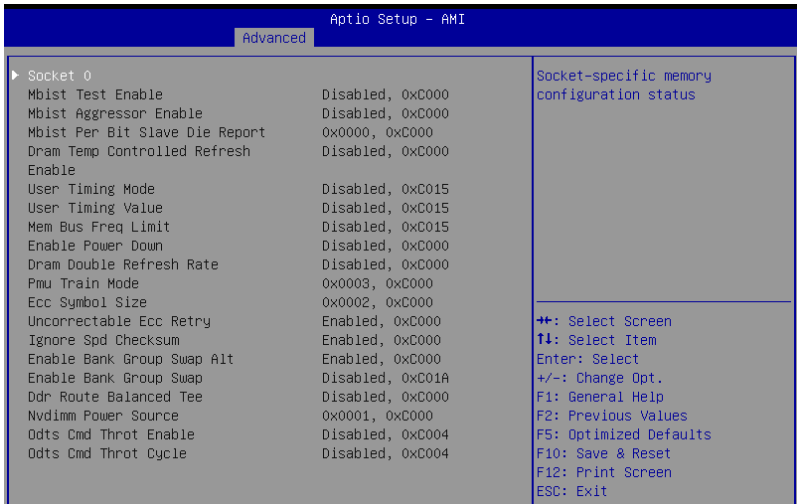 Aptio Setup – AMI
Advanced
Socket 0
Mbist Test Enable Disabled, 0xC000
Mbist Aggressor Enable Disabled, 0xC000
Mbist Per Bit Slave Die Report 0x0000, 0xC000
Dram Temp Controlled Refresh Disabled, 0xC000
Enable
User Timing Mode Disabled, 0xC015
User Timing Value Disabled, 0xC015
Mem Bus Freq Limit Disabled, 0xC015
Enable Power Down Disabled, 0xC000
Dram Double Refresh Rate Disabled, 0xC000
Pmu Train Mode 0x0003, 0xC000
Ecc Symbol Size 0x0002, 0xC000
Uncorrectable Ecc Retry Enabled, 0xC000
Ignore Spd Checksum Enabled, 0xC000
Enable Bank Group Swap Alt Enabled, 0xC000
Enable Bank Group Swap Disabled, 0xC01A
Ddr Route Balanced Tee Disabled, 0xC000
Nvdimm Power Source 0x0001, 0xC000
Odts Cmd Throt Enable Disabled, 0xC004
Odts Cmd Throt Cycle Disabled, 0xC004
Socket-specific memory
configuration status
→←: Select Screen
↑↓: Select Item
Enter: Select
+/-: Change Opt.
F1: General Help
F2: Previous Values
F5: Optimized Defaults
F10: Save & Reset
F12: Print Screen
ESC: Exit